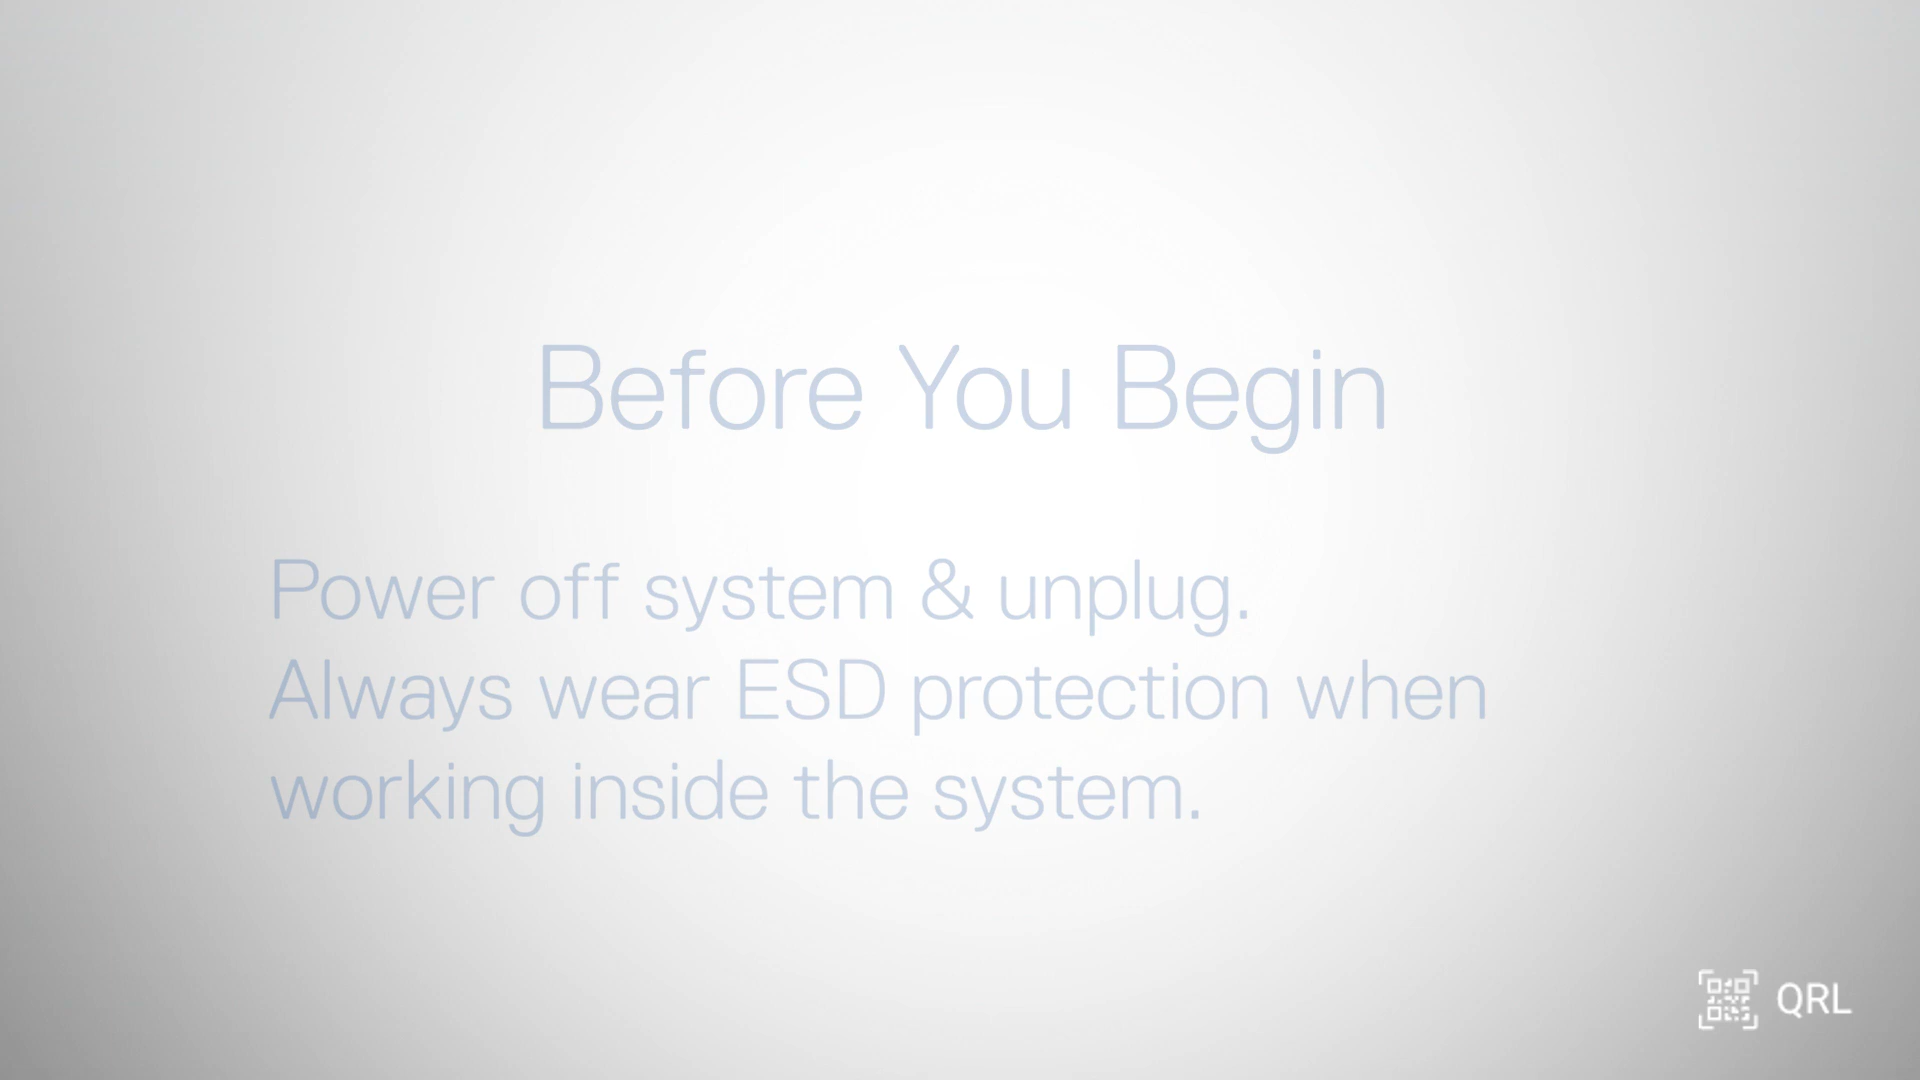 Before You Begin
Power off system & unplug.
Always wear ESD protection when
working inside the system.
QRL